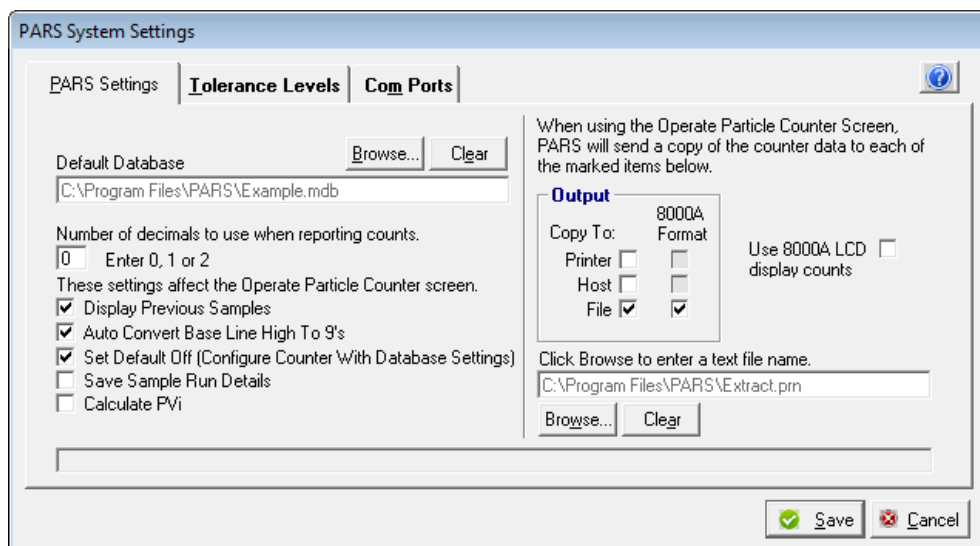 PARS System Settings
PARS Settings
Tolerance Levels
Com Ports
Default Database
Browse...
Clear
C:\Program Files\PARS\Example.mdb
Number of decimals to use when reporting counts.
0
Enter 0, 1 or 2
These settings affect the Operate Particle Counter screen.
Display Previous Samples
Auto Convert Base Line High To 9's
Set Default Off (Configure Counter With Database Settings)
Save Sample Run Details
Calculate PVi
When using the Operate Particle Counter Screen,
PARS will send a copy of the counter data to each of
the marked items below.
Output
Copy To:
8000A
Format
Printer
Host
File
Use 8000A LCD
display counts
Click Browse to enter a text file name.
C:\Program Files\PARS\Extract.prn
Browse...
Clear
Save
Cancel